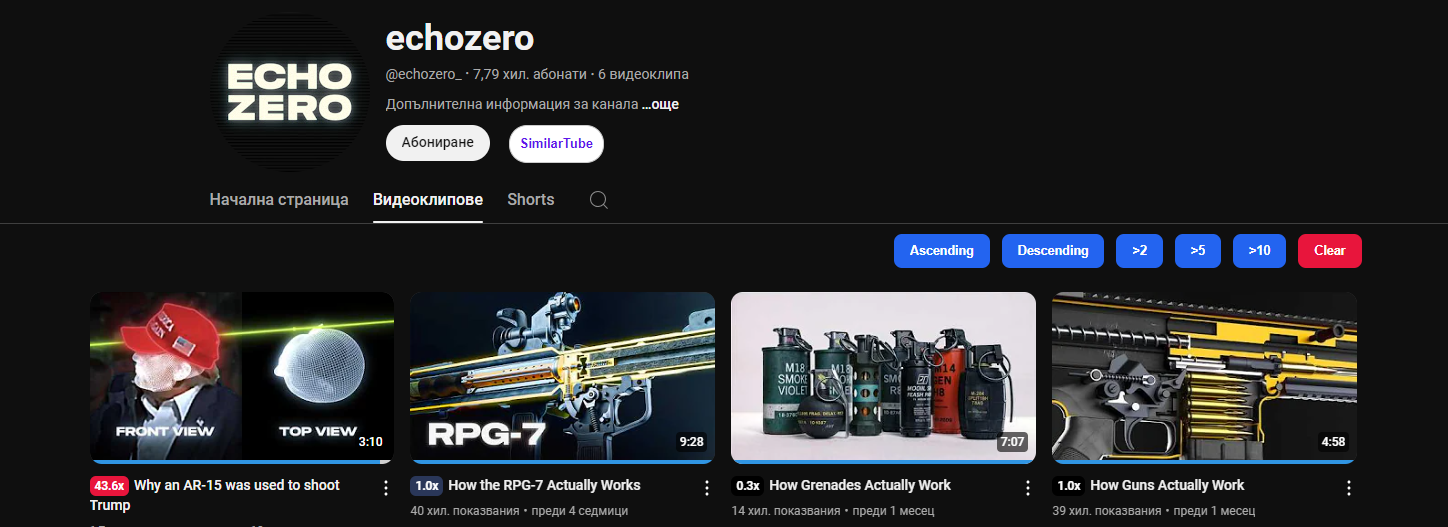 ECHO
ZERO
echozero
@echozero_ · 7,79 хил. абонати · 6 видеоклипа
Допълнителна информация за канала ...още
Абониране
SimilarTube
Начална страница
Видеоклипове
Shorts
Ascending
Descending
>2
>5
>10
Clear
FRONT VIEW
TOP VIEW
3:10
RPG-7
9:28
M18
SMOKE
VIOLET
M18
SMOKE
M14
7:07
4:58
43.6x Why an AR-15 was used to shoot
Trump
1.0x How the RPG-7 Actually Works
40 хил. показвания • преди 4 седмици
0.3x How Grenades Actually Work
14 хил. показвания • преди 1 месец
1.0x How Guns Actually Work
39 хил. показвания • преди 1 месец